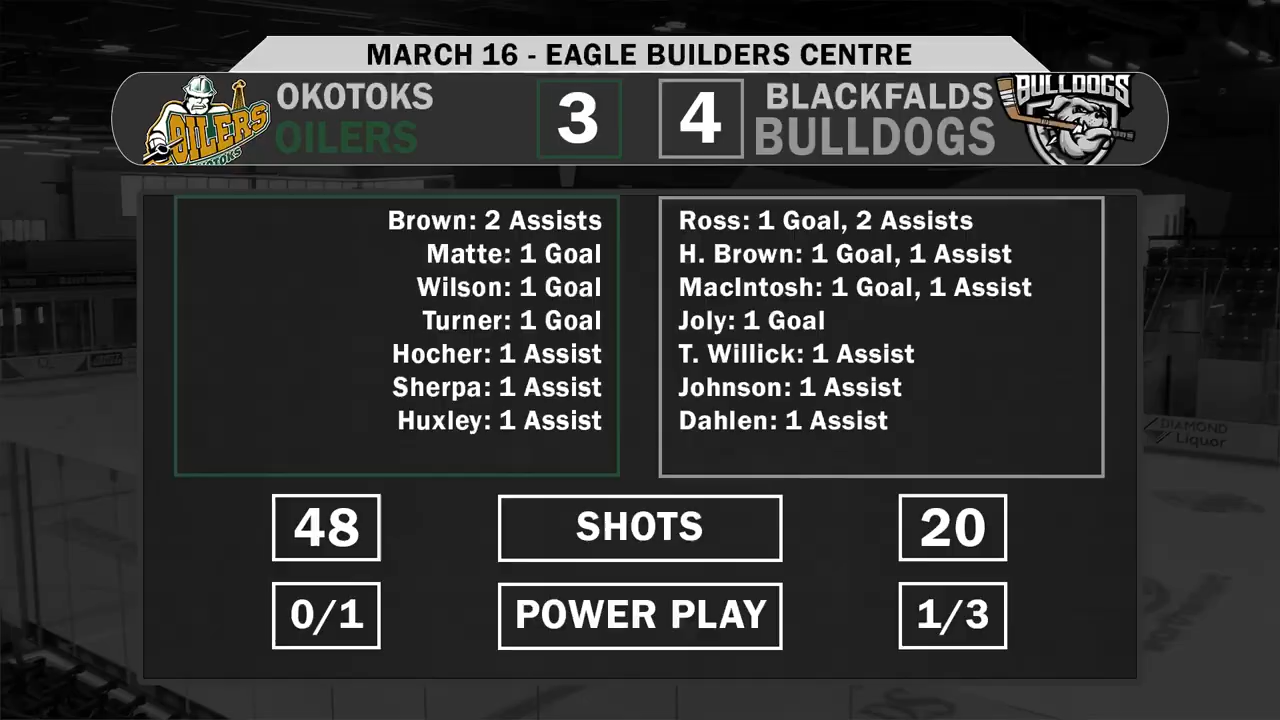 MARCH 16 - EAGLE BUILDERS CENTRE
OILERS
OKOTOKS
OKOTOKS
OILERS
3
4
BLACKFALDS
BULLDOGS
BULLDOGS
Brown: 2 Assists
Matte: 1 Goal
Wilson: 1 Goal
Turner: 1 Goal
Hocher: 1 Assist
Sherpa: 1 Assist
Huxley: 1 Assist
Ross: 1 Goal, 2 Assists
H. Brown: 1 Goal, 1 Assist
MacIntosh: 1 Goal, 1 Assist
Joly: 1 Goal
T. Willick: 1 Assist
Johnson: 1 Assist
Dahlen: 1 Assist
DIAMOND
Liquor
48
SHOTS
20
0/1
POWER PLAY
1/3